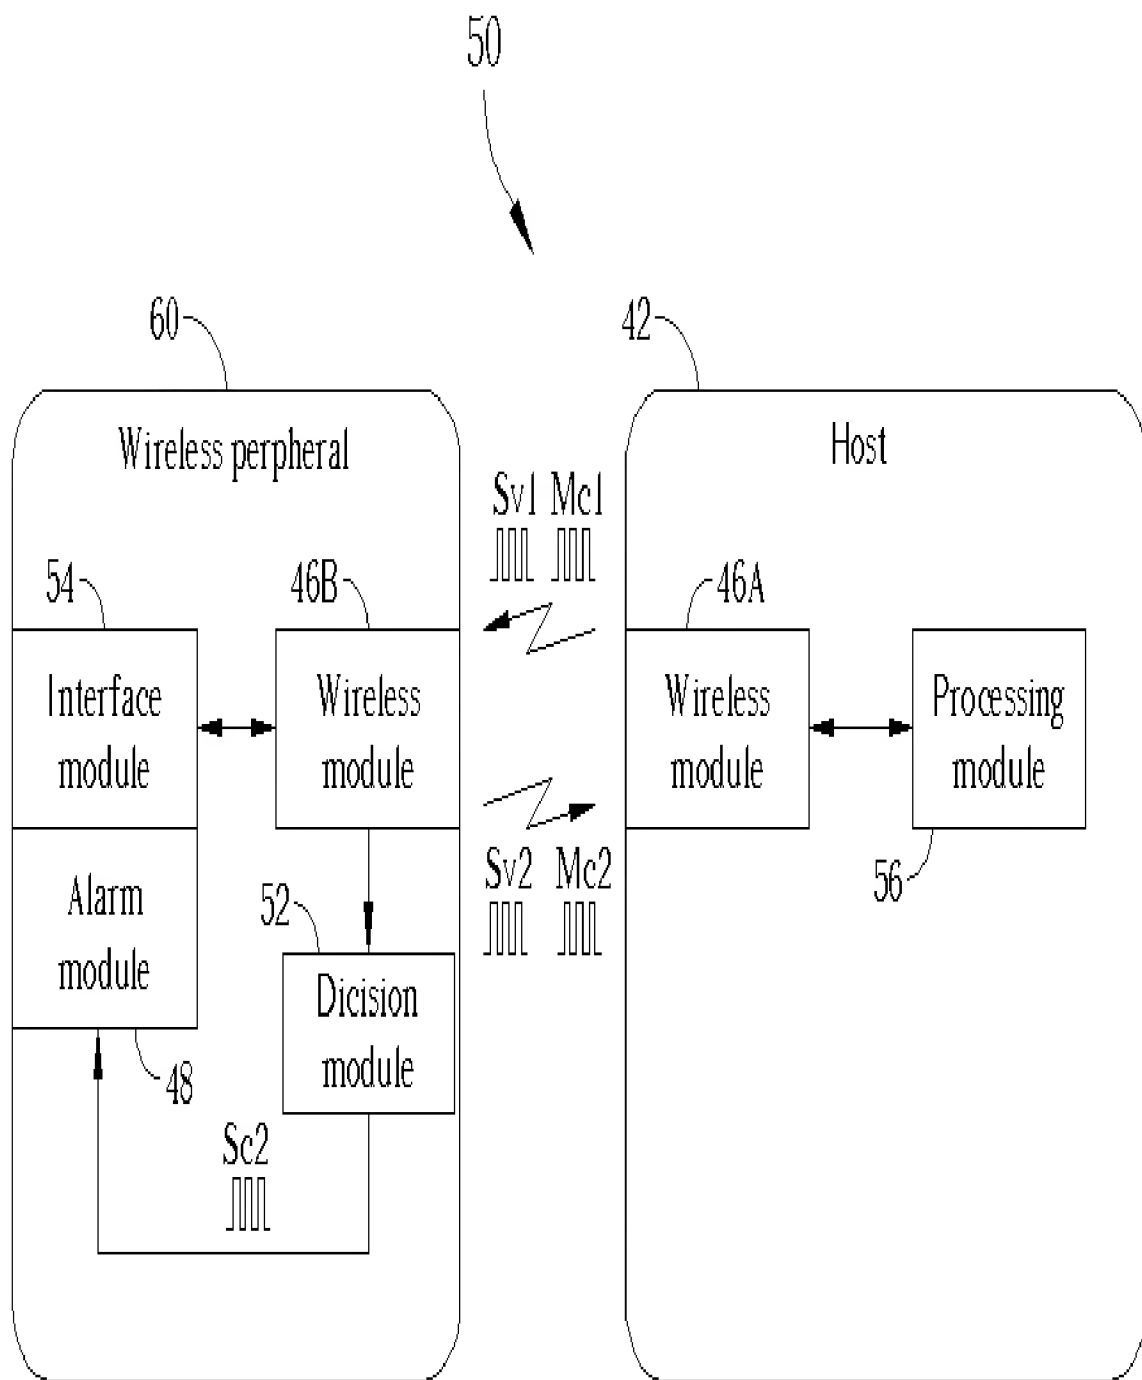 50
60
42
Wireless perpheral
Host
Sv1 Mc1
54
46B
46A
Interface
module
Wireless
module
Wireless
module
Processing
module
Sv2 Mc2
56
Alarm
module
52
Dicision
module
48
Sc2